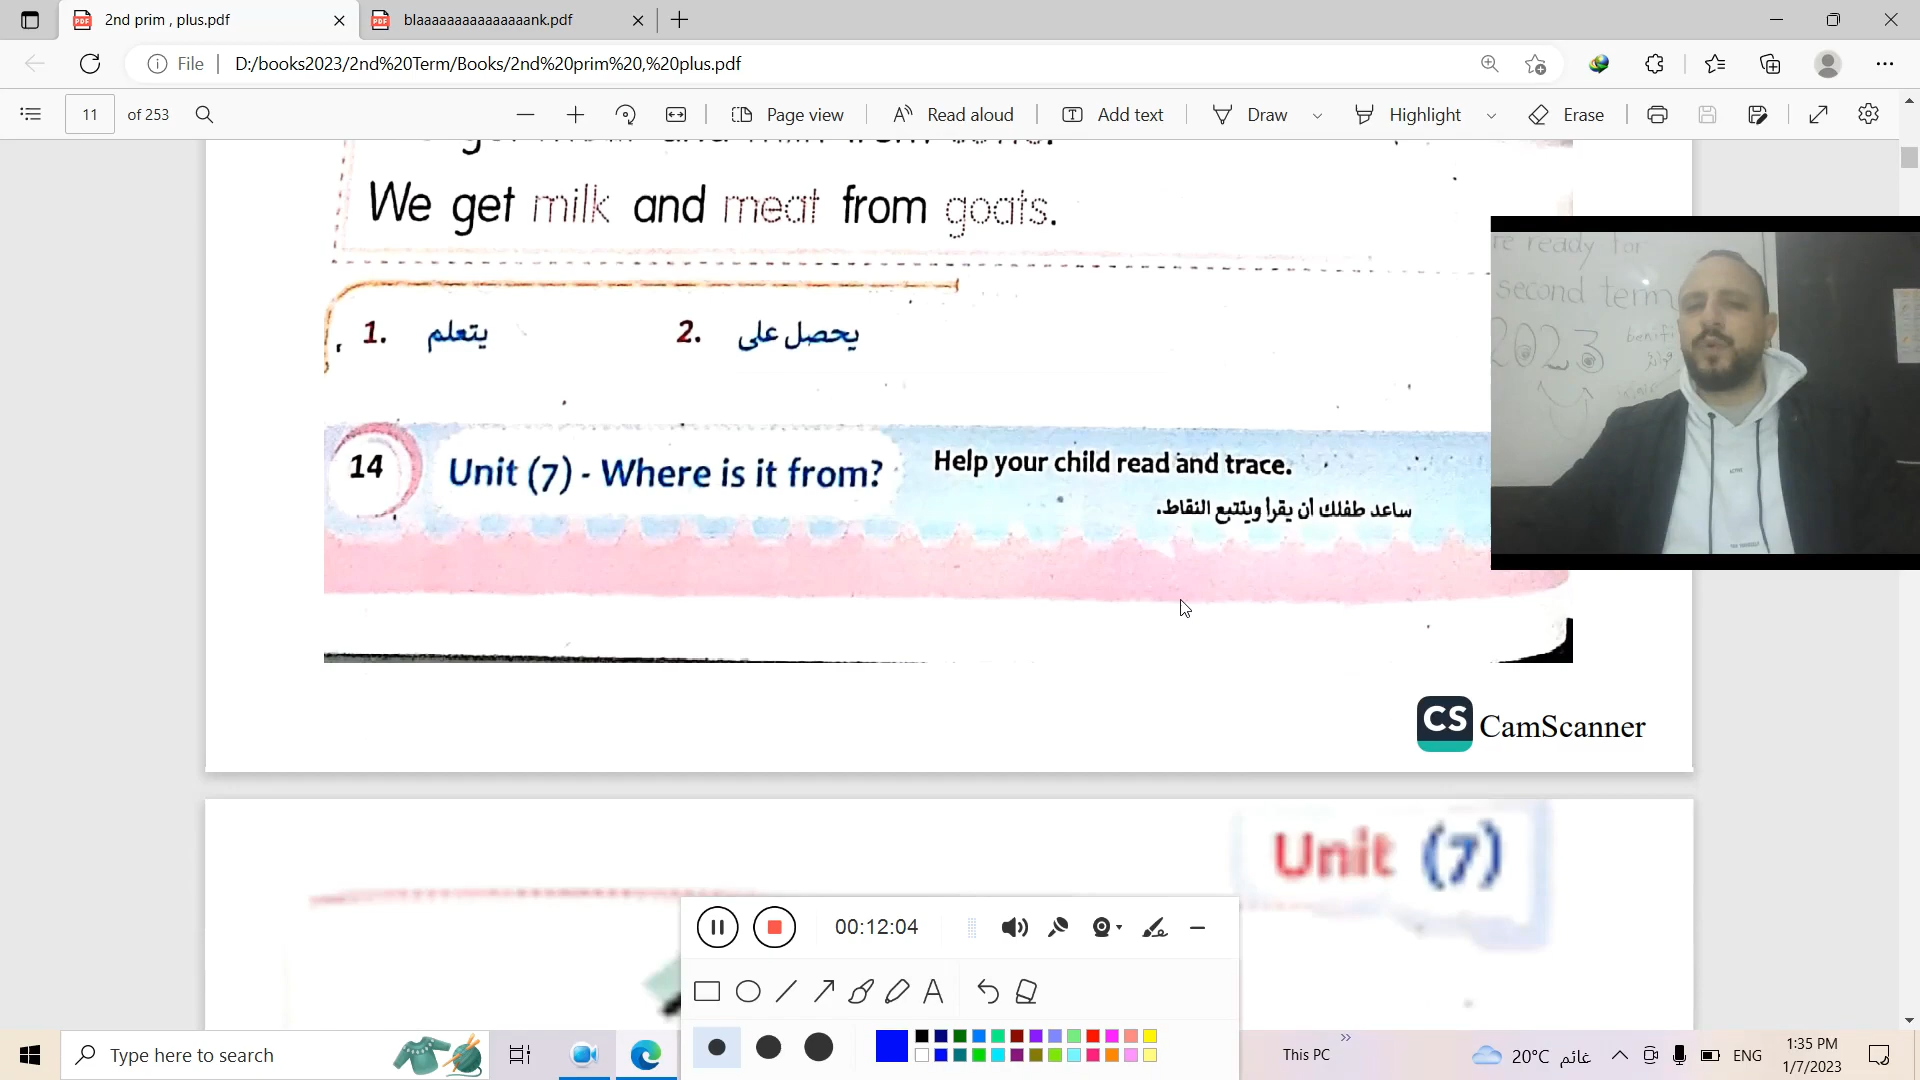 2nd prim , plus.pdf
blaaaaaaaaaaaaaaank.pdf
File
D:/books2023/2nd%20Term/Books/2nd%20prim%20,%20plus.pdf
11 of 253
Page view
Read aloud
Add text
Draw
Highlight
Erase
We get milk and meat from goats.
1. يتعلم
2. يحصل على
14
Unit (7) - Where is it from?
Help your child read and trace.
ساعد طفلك أن يقرأ ويتتبع النقاط.
re ready for
second term
2023
CS CamScanner
Unit (7)
00:12:04
Type here to search
This PC
20°C غائم
ENG
1:35 PM
1/7/2023